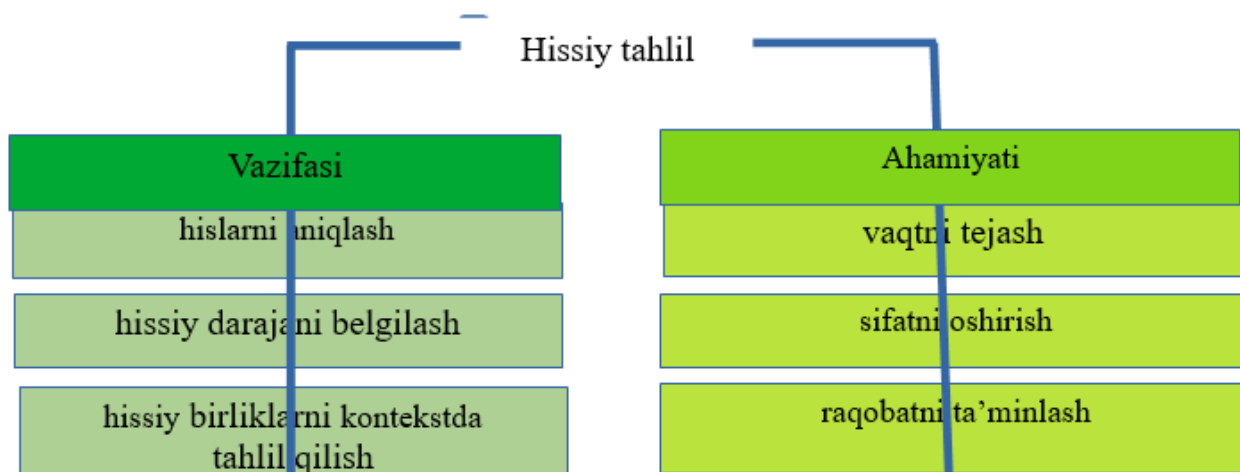 Hissiy tahlil
Vazifasi
hislarni aniqlash
hissiy darajani belgilash
hissiy birliklarni kontekstda
tahlil qilish
Ahamiyati
vaqtni tejash
sifatni oshirish
raqobatni ta’minlash